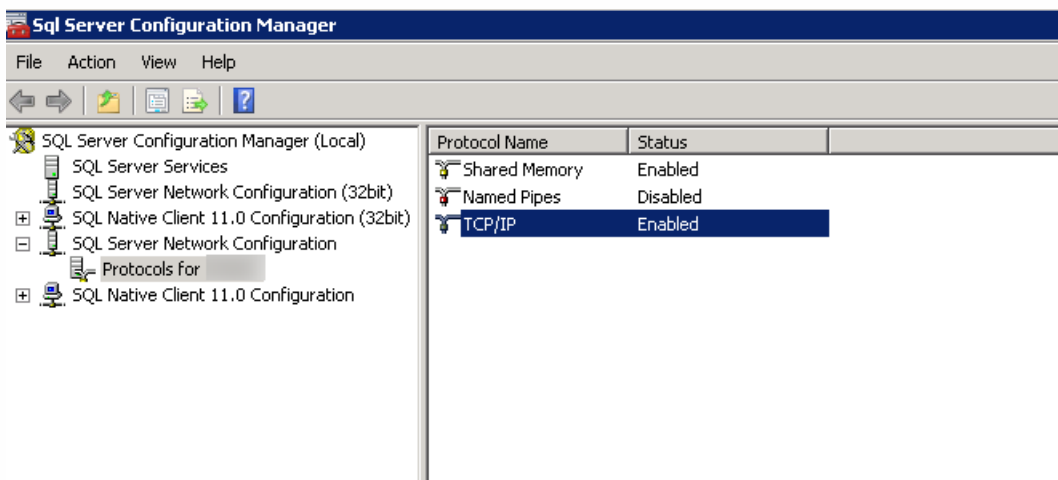 Sql Server Configuration Manager
File Action View Help
SQL Server Configuration Manager (Local)
SQL Server Services
SQL Server Network Configuration (32bit)
SQL Native Client 11.0 Configuration (32bit)
SQL Server Network Configuration
Protocols for
SQL Native Client 11.0 Configuration
Protocol Name Status
Shared Memory Enabled
Named Pipes Disabled
TCP/IP Enabled